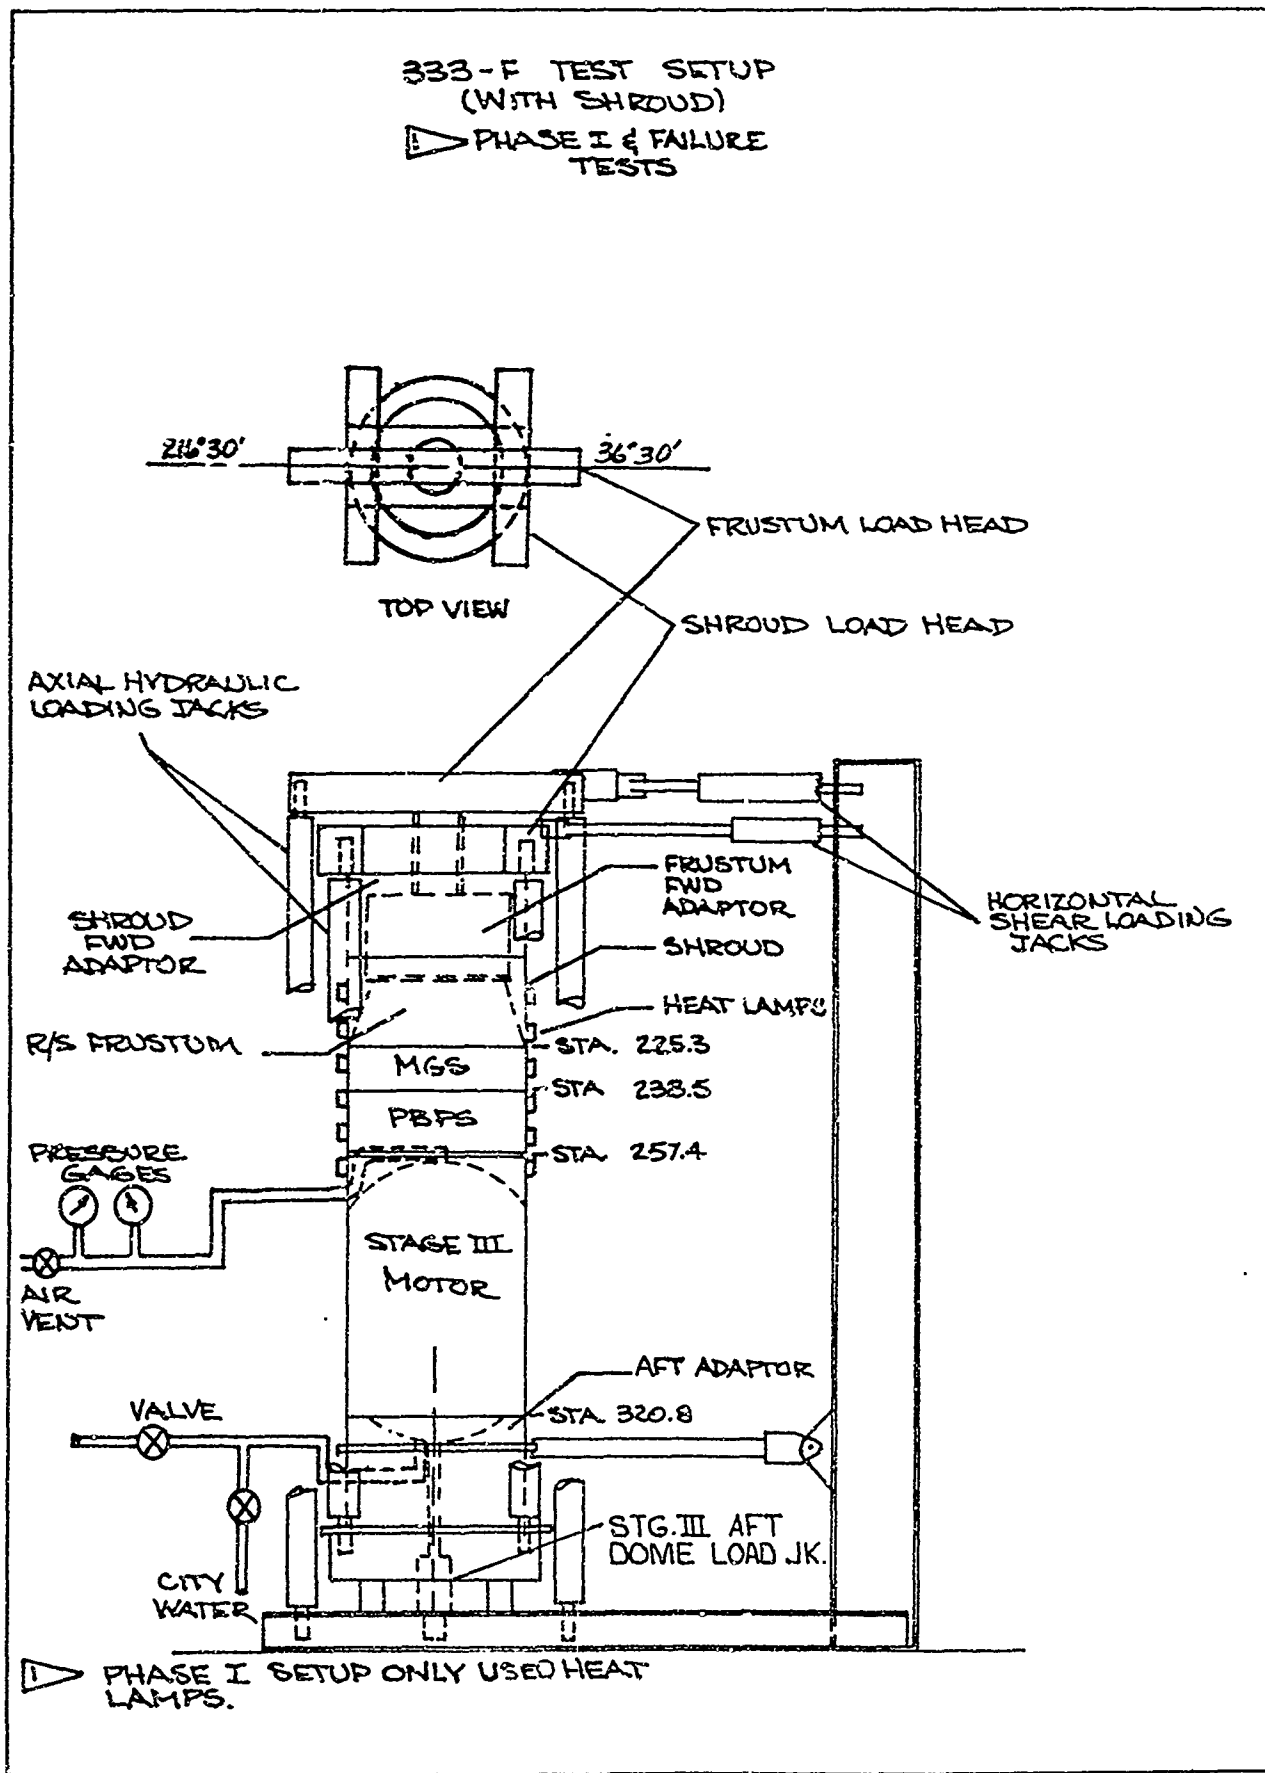 333-F TEST SETUP
(WITH SHROUD)
1 PHASE I & FAILURE
TESTS
216°30'
36°30'
FRUSTUM LOAD HEAD
TOP VIEW
SHROUD LOAD HEAD
AXIAL HYDRAULIC
LOADING JACKS
FRUSTUM
FWD
ADAPTOR
HORIZONTAL
SHEAR LOADING
JACKS
SHROUD
FWD
ADAPTOR
SHROUD
HEAT LAMPS
R/S FRUSTUM
STA. 225.3
MGS
STA 238.5
PBPS
STA. 257.4
PRESSURE
GAGES
STAGE III
MOTOR
AIR
VENT
AFT ADAPTOR
STA. 320.8
VALVE
STG. III AFT
DOME LOAD JK.
CITY
WATER
1 PHASE I SETUP ONLY USED HEAT
LAMPS.